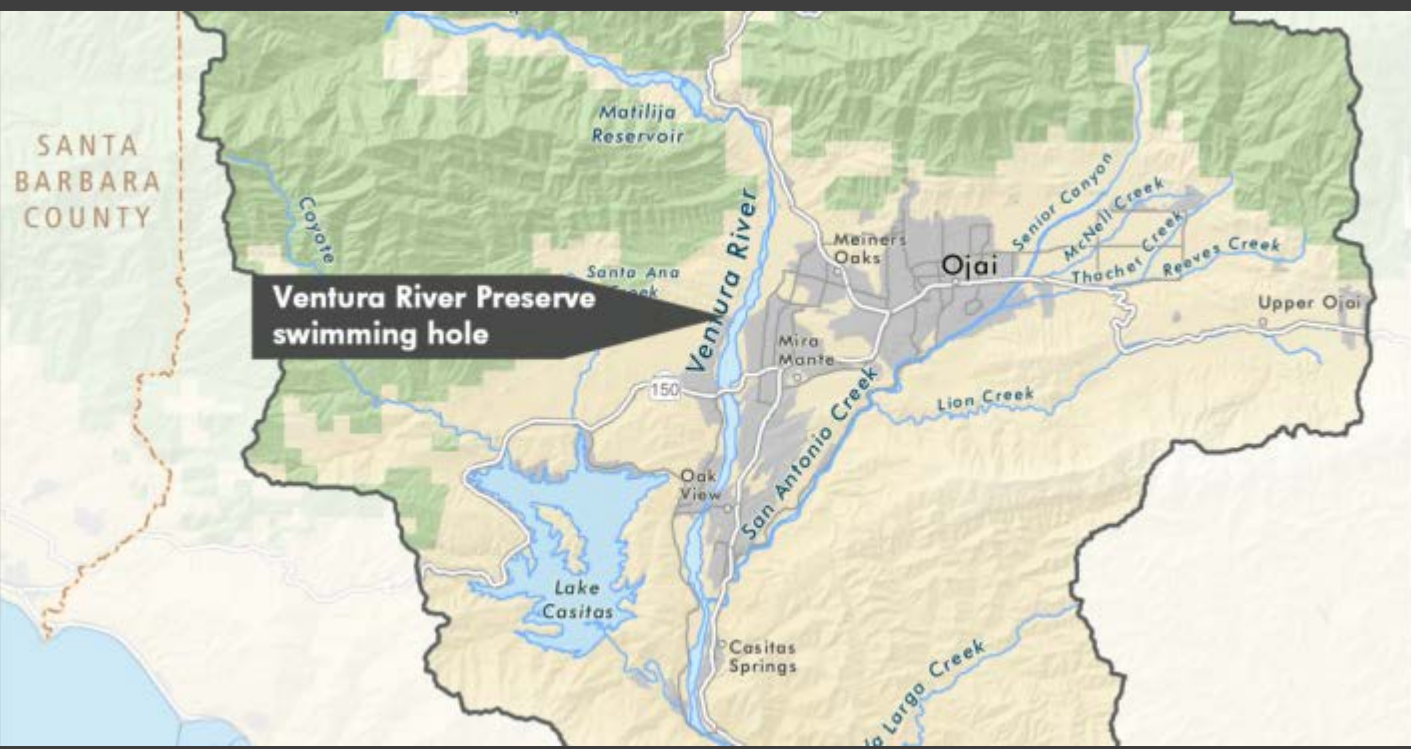 Matilija
Reservoir
SANTA
BARBARA
COUNTY
Coyote
Senior Canyon
McNell Creek
Thacher Creek
Reeves Creek
Ventura River
Meiners
Oaks
Ojai
Santa Ana
Creek
Ventura River Preserve
swimming hole
Upper Ojai
Mira
Monte
150
Lion Creek
San Antonio Creek
Oak
View
Lake
Casitas
Casitas
Springs
Larga Creek